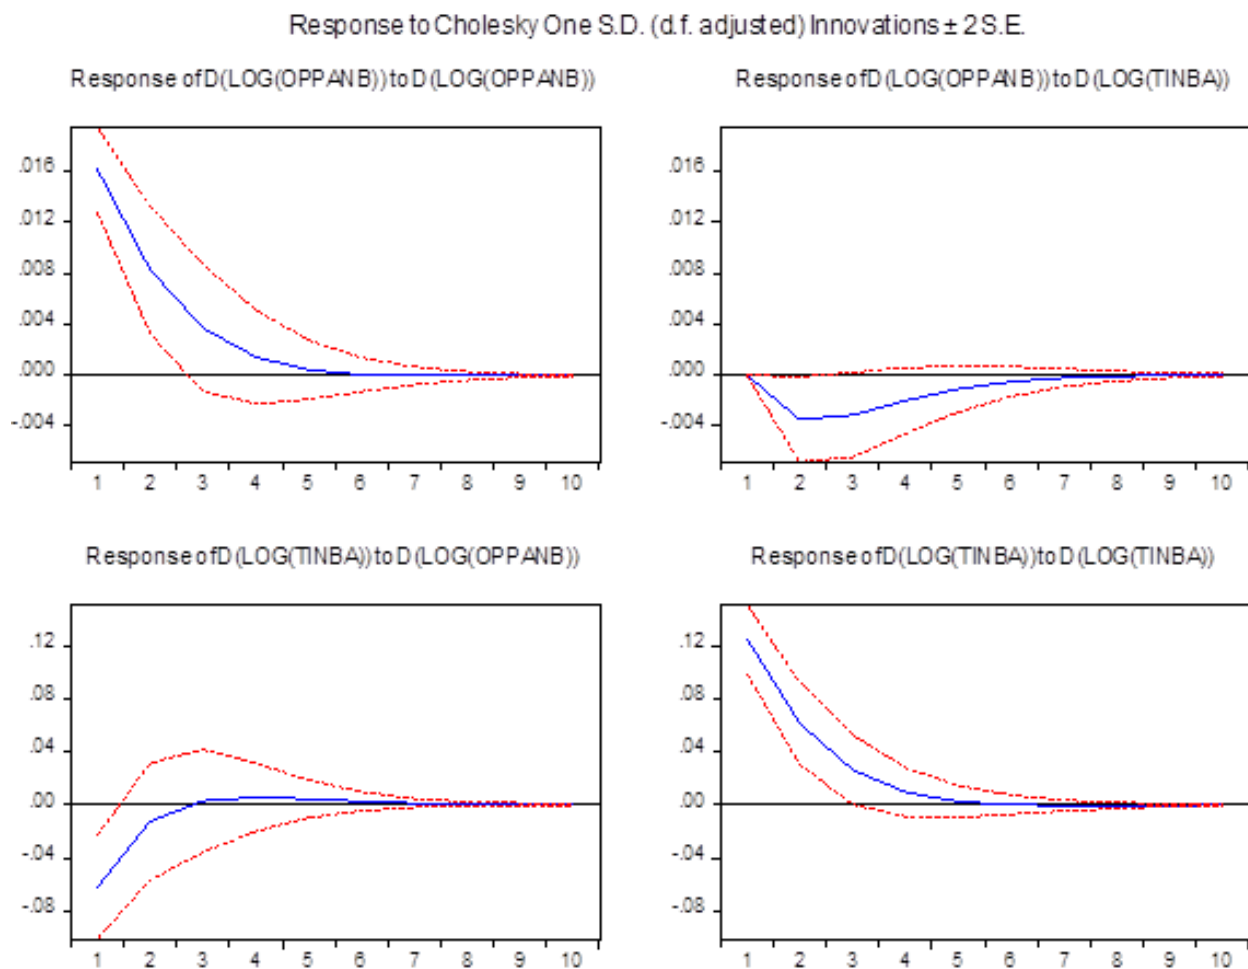 Response to Cholesky One S.D. (d.f. adjusted) Innovations ± 2 S.E.
Response of D(LOG(OPPANB)) to D(LOG(OPPANB))
.016
.012
.008
.004
.000
-.004
1 2 3 4 5 6 7 8 9 10
Response of D(LOG(OPPANB)) to D(LOG(TINBA))
.016
.012
.008
.004
.000
-.004
1 2 3 4 5 6 7 8 9 10
Response of D(LOG(TINBA)) to D(LOG(OPPANB))
.12
.08
.04
.00
-.04
-.08
1 2 3 4 5 6 7 8 9 10
Response of D(LOG(TINBA)) to D(LOG(TINBA))
.12
.08
.04
.00
-.04
-.08
1 2 3 4 5 6 7 8 9 10